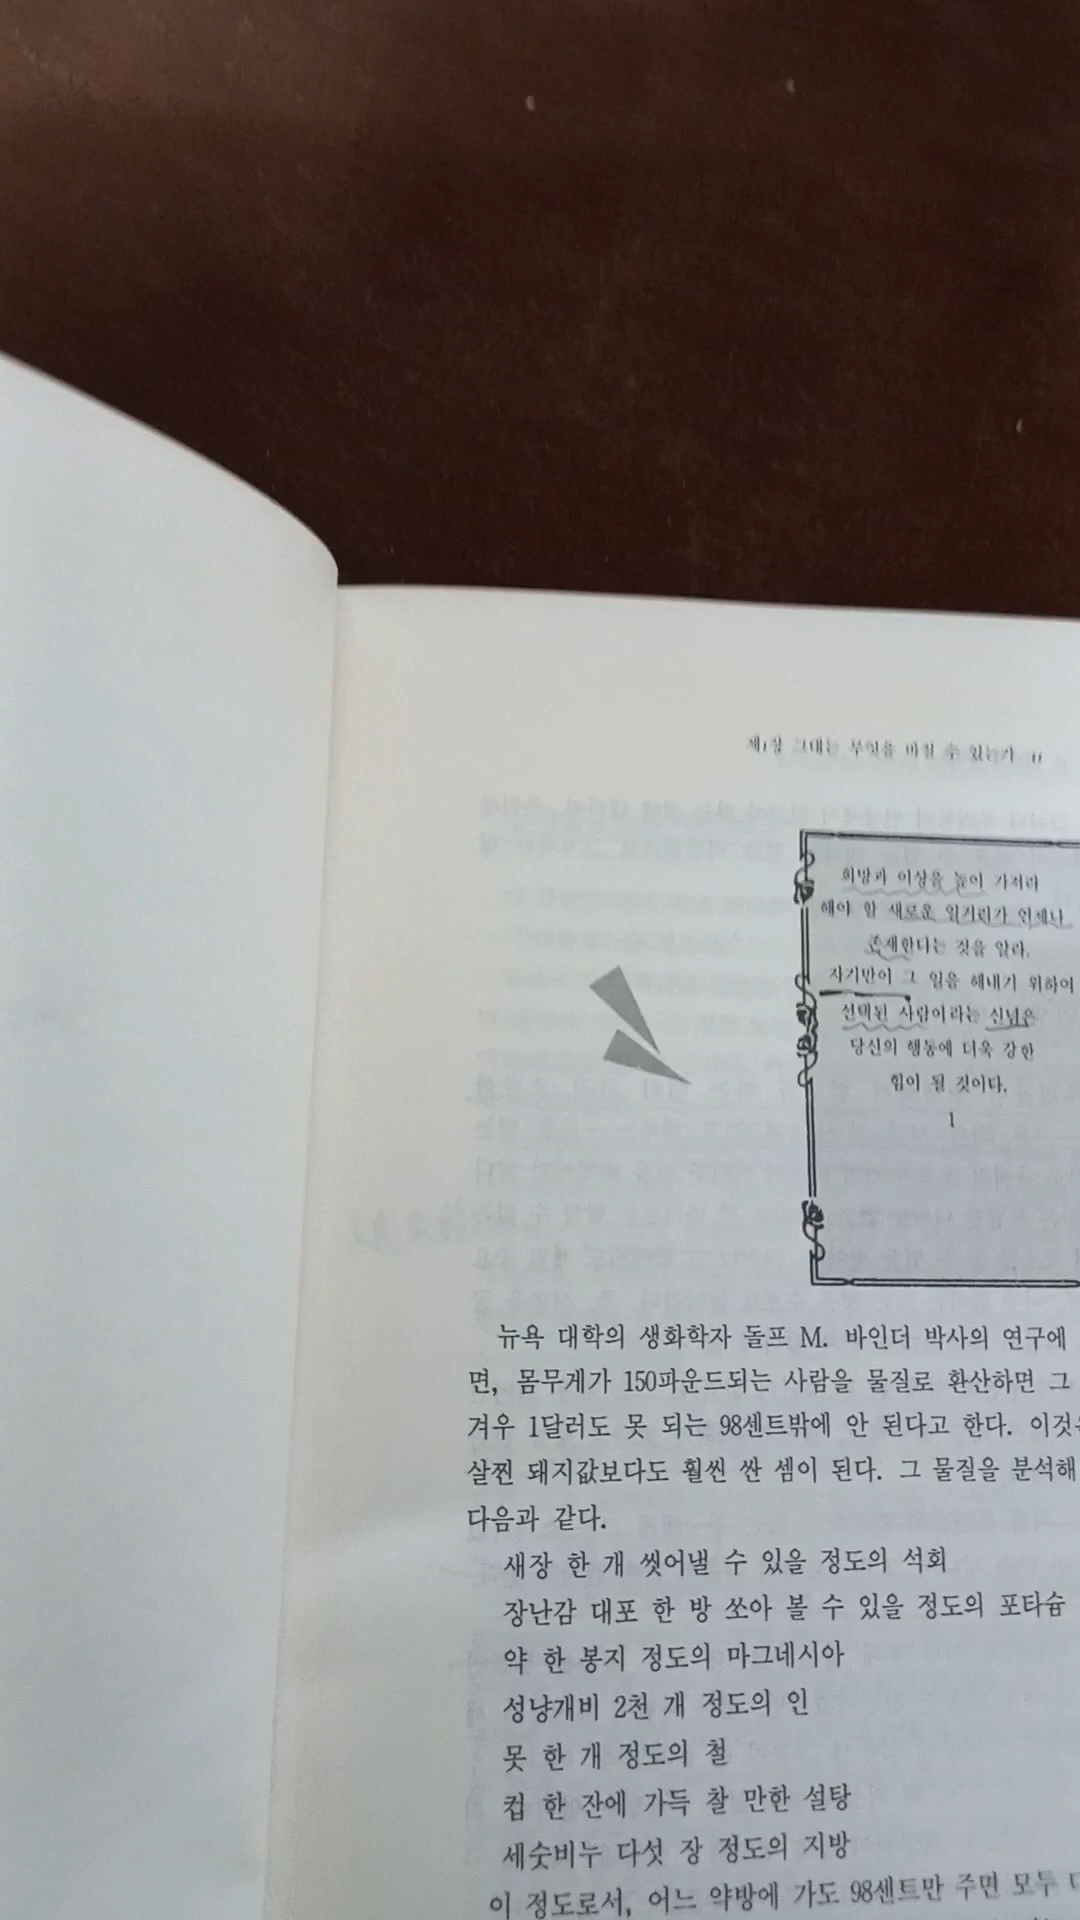 제1장 그대는 무엇을 바칠 수 있는가 11
희망과 이상을 높이 가져라
해야 할 새로운 일거리가 언제나
존재한다는 것을 알라.
자기만이 그 일을 해내기 위하여
선택된 사람이라는 신념은
당신의 행동에 더욱 강한
힘이 될 것이다.
1
뉴욕 대학의 생화학자 돌프 M. 바인더 박사의 연구에
면, 몸무게가 150파운드되는 사람을 물질로 환산하면 그
겨우 1달러도 못 되는 98센트밖에 안 된다고 한다. 이것은
살찐 돼지값보다도 훨씬 싼 셈이 된다. 그 물질을 분석해
다음과 같다.
새장 한 개 씻어낼 수 있을 정도의 석회
장난감 대포 한 방 쏘아 볼 수 있을 정도의 포타슘
약 한 봉지 정도의 마그네시아
성냥개비 2천 개 정도의 인
못 한 개 정도의 철
컵 한 잔에 가득 찰 만한 설탕
세숫비누 다섯 장 정도의 지방
이 정도로서, 어느 약방에 가도 98센트만 주면 모두